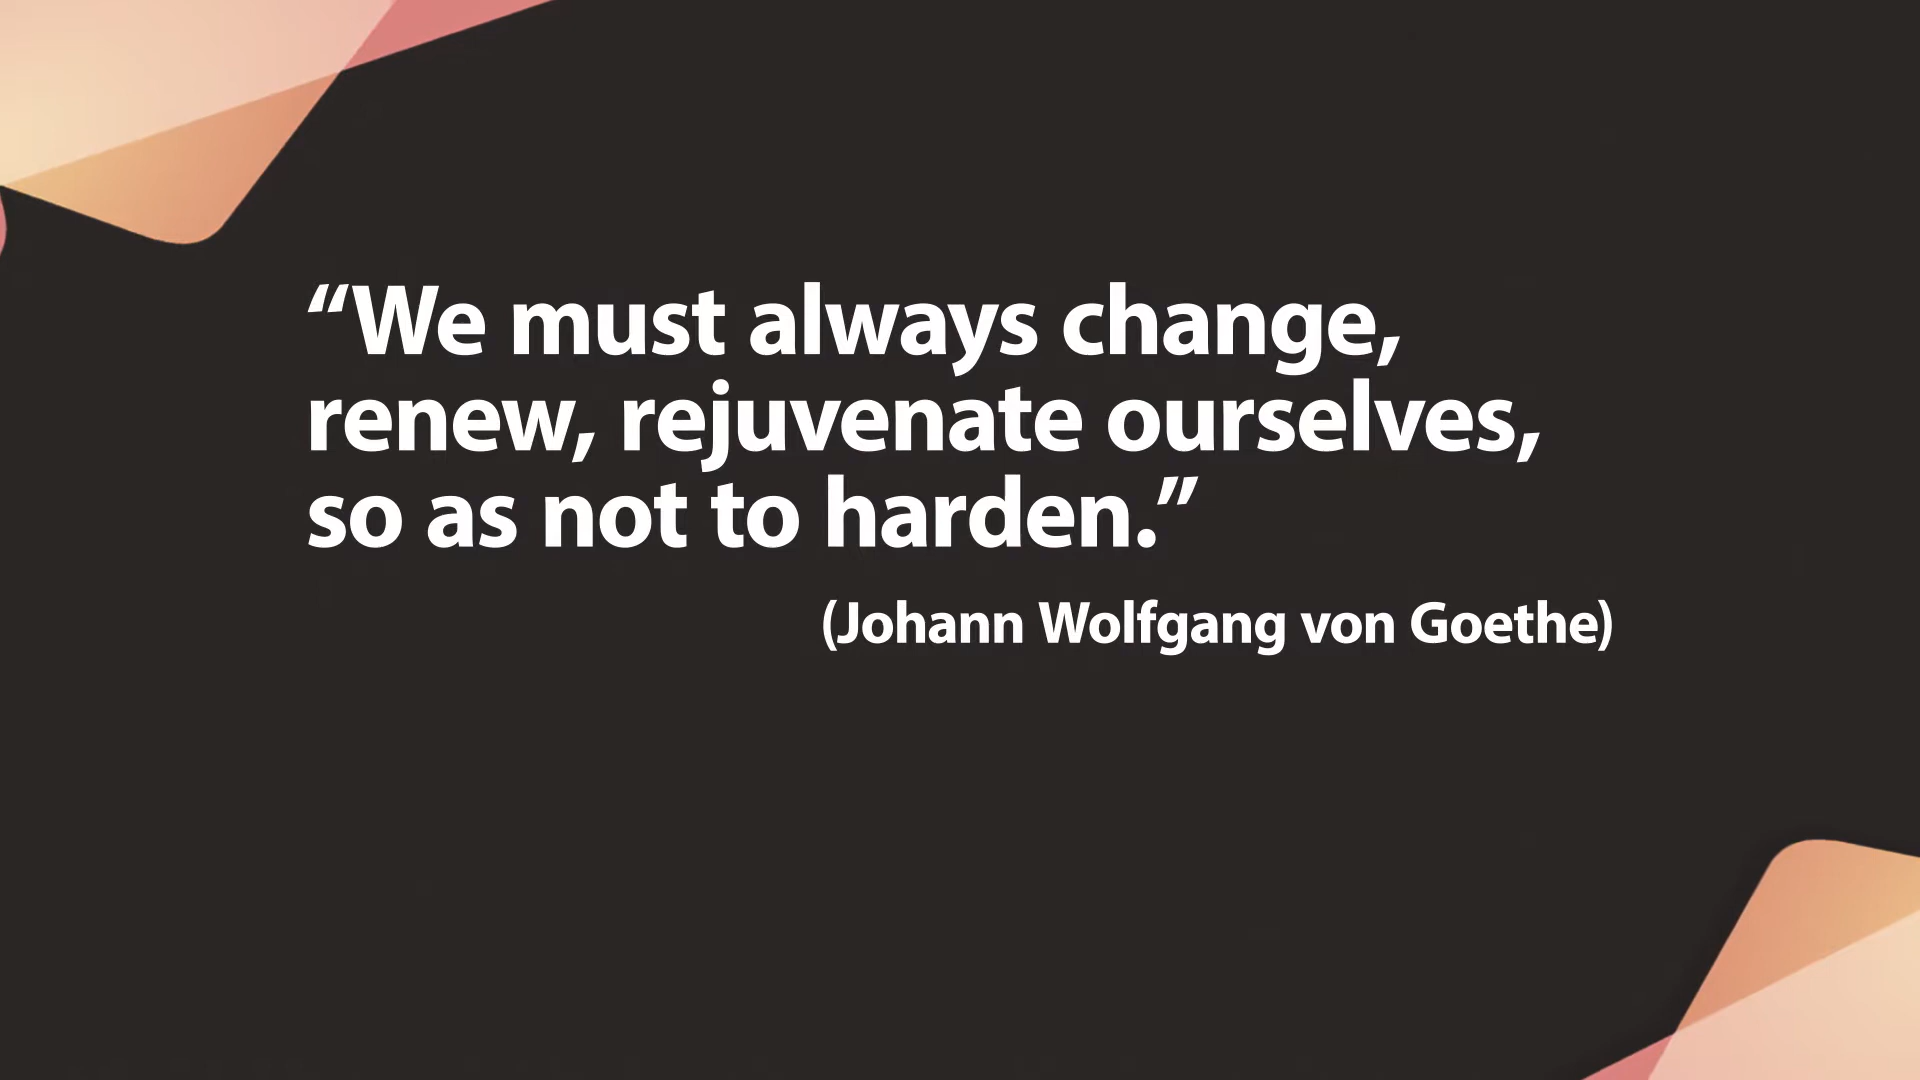 “We must always change,
renew, rejuvenate ourselves,
so as not to harden.”
(Johann Wolfgang von Goethe)